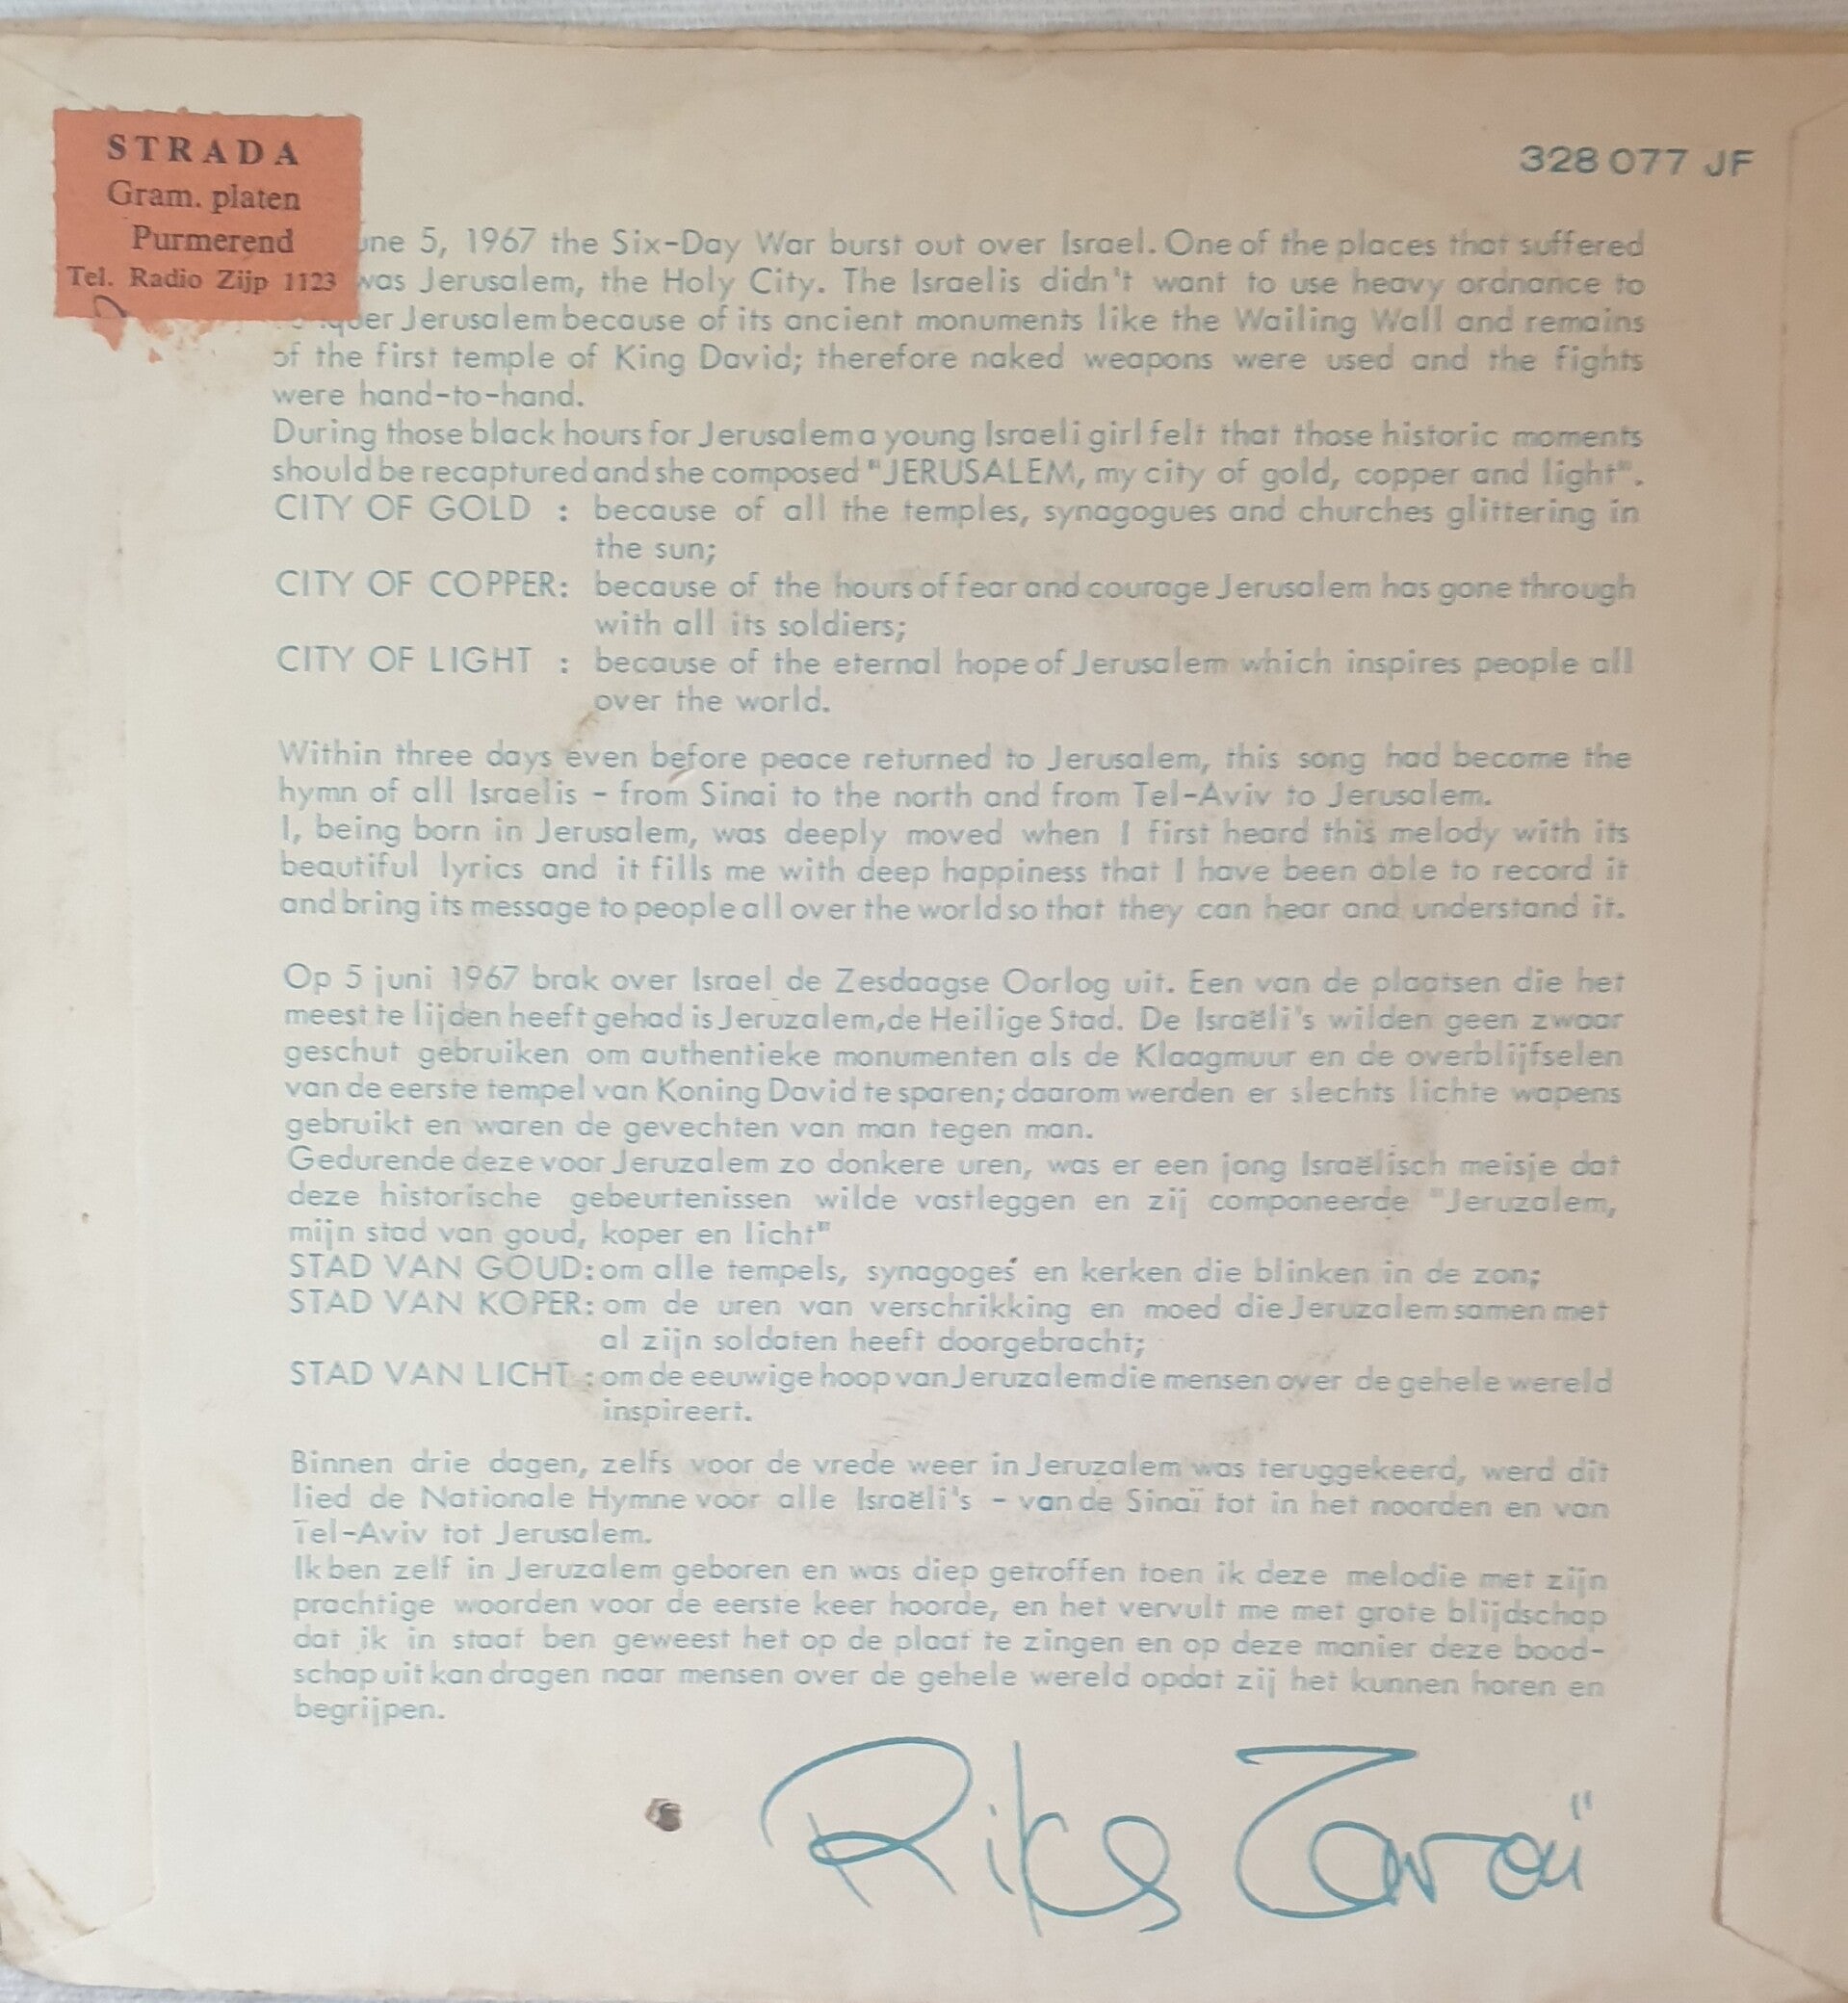 STRADA
Gram. platen
Purmerend
Tel. Radio Zijp 1123
328 077 JF
une 5, 1967 the Six-Day War burst out over Israel. One of the places that suffered
was Jerusalem, the Holy City. The Israelis didn't want to use heavy ordnance to
quer Jerusalem because of its ancient monuments like the Wailing Wall and remains
of the first temple of King David; therefore naked weapons were used and the fights
were hand-to-hand.
During those black hours for Jerusalem a young Israeli girl felt that those historic moments
should be recaptured and she composed "JERUSALEM, my city of gold, copper and light".
CITY OF GOLD : because of all the temples, synagogues and churches glittering in
the sun;
CITY OF COPPER: because of the hours of fear and courage Jerusalem has gone through
with all its soldiers;
CITY OF LIGHT : because of the eternal hope of Jerusalem which inspires people all
over the world.
Within three days even before peace returned to Jerusalem, this song had become the
hymn of all Israelis - from Sinai to the north and from Tel-Aviv to Jerusalem.
I, being born in Jerusalem, was deeply moved when I first heard this melody with its
beautiful lyrics and it fills me with deep happiness that I have been able to record it
and bring its message to people all over the world so that they can hear and understand it.
Op 5 juni 1967 brak over Israel de Zesdaagse Oorlog uit. Een van de plaatsen die het
meest te lijden heeft gehad is Jeruzalem, de Heilige Stad. De Israëli's wilden geen zwaar
geschut gebruiken om authentieke monumenten als de Klaagmuur en de overblijfselen
van de eerste tempel van Koning David te sparen; daarom werden er slechts lichte wapens
gebruikt en waren de gevechten van man tegen man.
Gedurende deze voor Jeruzalem zo donkere uren, was er een jong Israëlisch meisje dat
deze historische gebeurtenissen wilde vastleggen en zij componeerde "Jeruzalem,
mijn stad van goud, koper en licht"
STAD VAN GOUD: om alle tempels, synagoges en kerken die blinken in de zon;
STAD VAN KOPER: om de uren van verschrikking en moed die Jeruzalem samen met
al zijn soldaten heeft doorgebracht;
STAD VAN LICHT : om de eeuwige hoop van Jeruzalem die mensen over de gehele wereld
inspireert.
Binnen drie dagen, zelfs voor de vrede weer in Jeruzalem was teruggekeerd, werd dit
lied de Nationale Hymne voor alle Israëli's - van de Sinaï tot in het noorden en van
Tel-Aviv tot Jerusalem.
Ik ben zelf in Jeruzalem geboren en was diep getroffen toen ik deze melodie met zijn
prachtige woorden voor de eerste keer hoorde, en het vervult me met grote blijdschap
dat ik in staat ben geweest het op de plaat te zingen en op deze manier deze bood-
schap uit kan dragen naar mensen over de gehele wereld opdat zij het kunnen horen en
begrijpen.
Rika Zaraï